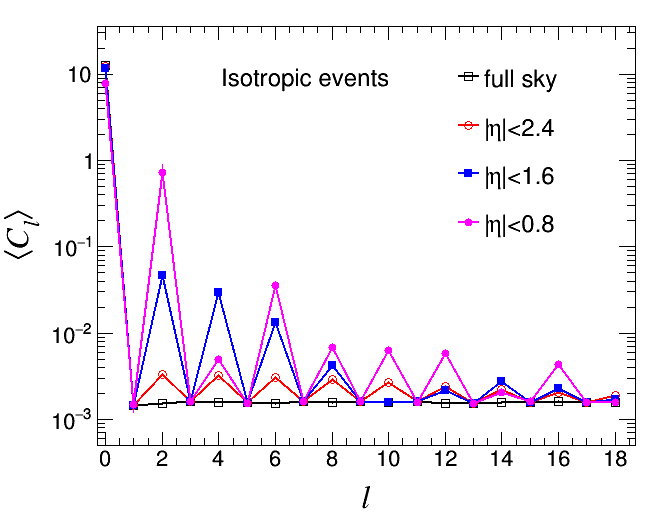 Isotropic events
full sky
|η|<2.4
|η|<1.6
|η|<0.8
⟨C_l⟩
10
1
10⁻¹
10⁻²
10⁻³
0 2 4 6 8 10 12 14 16 18
l